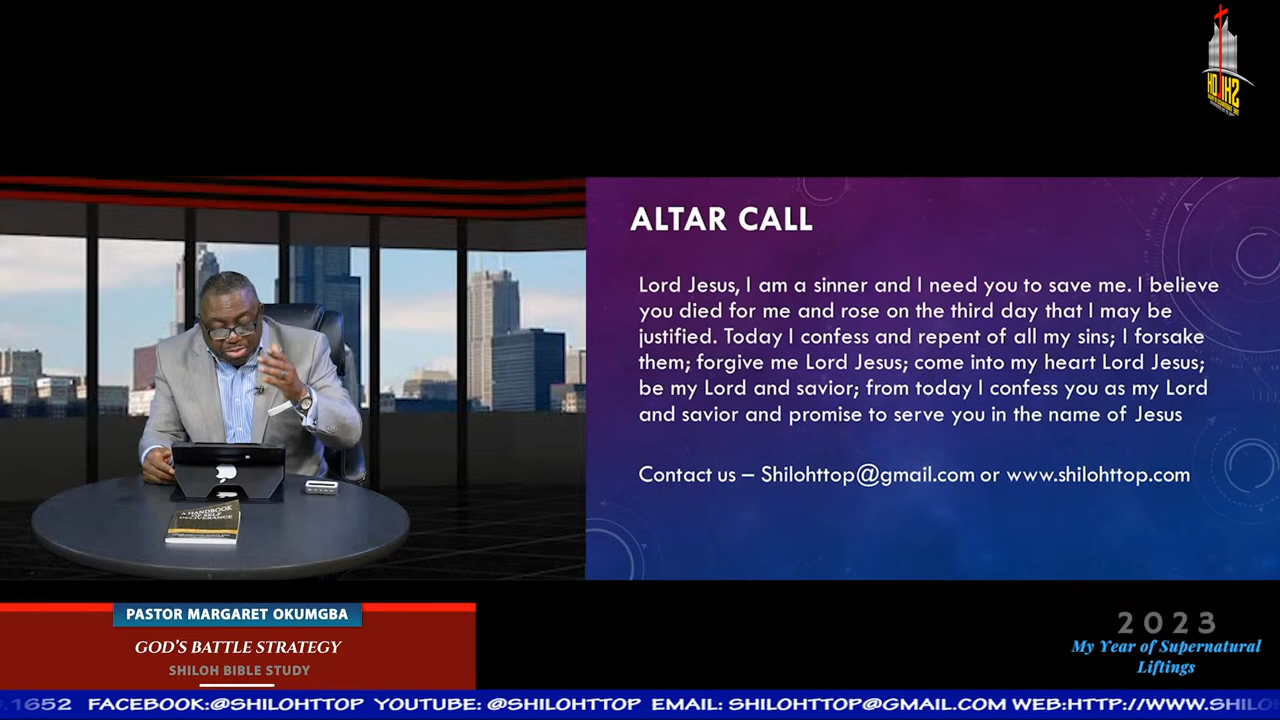 SHILOH
ALTAR CALL
Lord Jesus, I am a sinner and I need you to save me. I believe
you died for me and rose on the third day that I may be
justified. Today I confess and repent of all my sins; I forsake
them; forgive me Lord Jesus; come into my heart Lord Jesus;
be my Lord and savior; from today I confess you as my Lord
and savior and promise to serve you in the name of Jesus
Contact us – Shilohttop@gmail.com or www.shilohttop.com
A HANDBOOK
OF SELF
DELIVERANCE
PASTOR MARGARET OKUMGBA
GOD'S BATTLE STRATEGY
SHILOH BIBLE STUDY
2023
My Year of Supernatural
Liftings
.1652 FACEBOOK:@SHILOHTTOP YOUTUBE: @SHILOHTTOP EMAIL: SHILOHTTOP@GMAIL.COM WEB:HTTP://WWW.SHILO